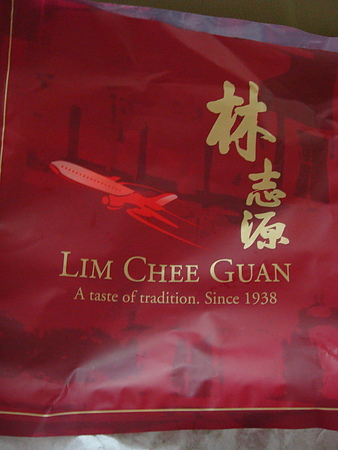 林志源
LIM CHEE GUAN
A taste of tradition. Since 1938